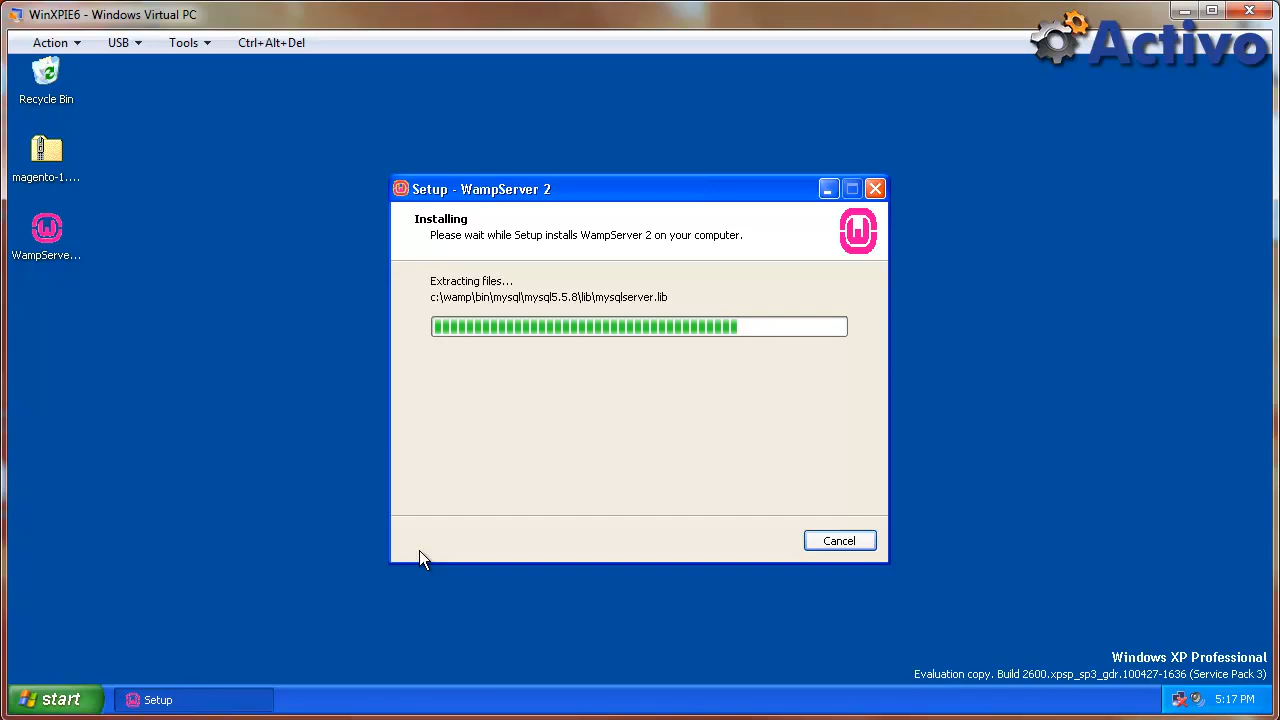 WinXPIE6 - Windows Virtual PC
Action USB Tools Ctrl+Alt+Del
Activo
Recycle Bin
magento-1....
WampServe...
Setup - WampServer 2
Installing
Please wait while Setup installs WampServer 2 on your computer.
Extracting files...
c:\wamp\bin\mysql\mysql5.5.8\lib\mysqlserver.lib
Cancel
Windows XP Professional
Evaluation copy. Build 2600.xpsp_sp3_gdr.100427-1636 (Service Pack 3)
start Setup 5:17 PM